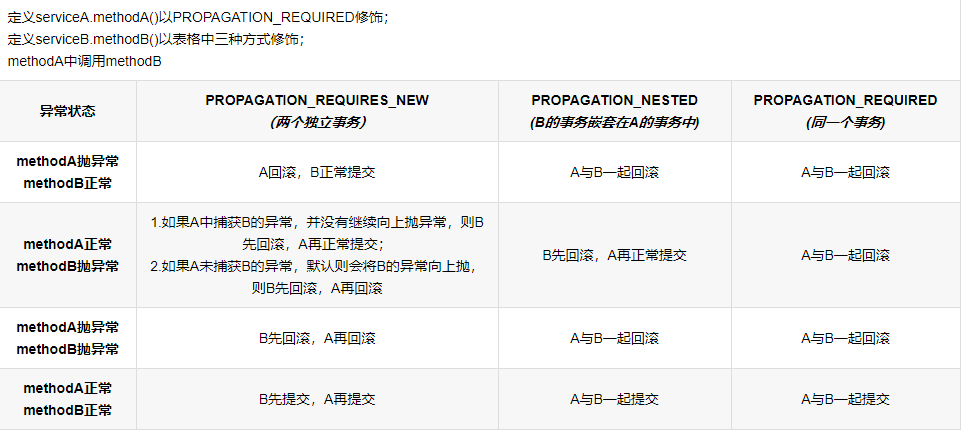 定义serviceA.methodA()以PROPAGATION_REQUIRED修饰；
定义serviceB.methodB()以表格中三种方式修饰；
methodA中调用methodB
异常状态
PROPAGATION_REQUIRES_NEW
（两个独立事务）
PROPAGATION_NESTED
(B的事务嵌套在A的事务中)
PROPAGATION_REQUIRED
(同一个事务)
methodA抛异常
methodB正常
A回滚，B正常提交
A与B一起回滚
A与B一起回滚
methodA正常
methodB抛异常
1.如果A中捕获B的异常，并没有继续向上抛异常，则B
先回滚，A再正常提交；
2.如果A未捕获B的异常，默认则会将B的异常向上抛，
则B先回滚，A再回滚
B先回滚，A再正常提交
A与B一起回滚
methodA抛异常
methodB抛异常
B先回滚，A再回滚
A与B一起回滚
A与B一起回滚
methodA正常
methodB正常
B先提交，A再提交
A与B一起提交
A与B一起提交